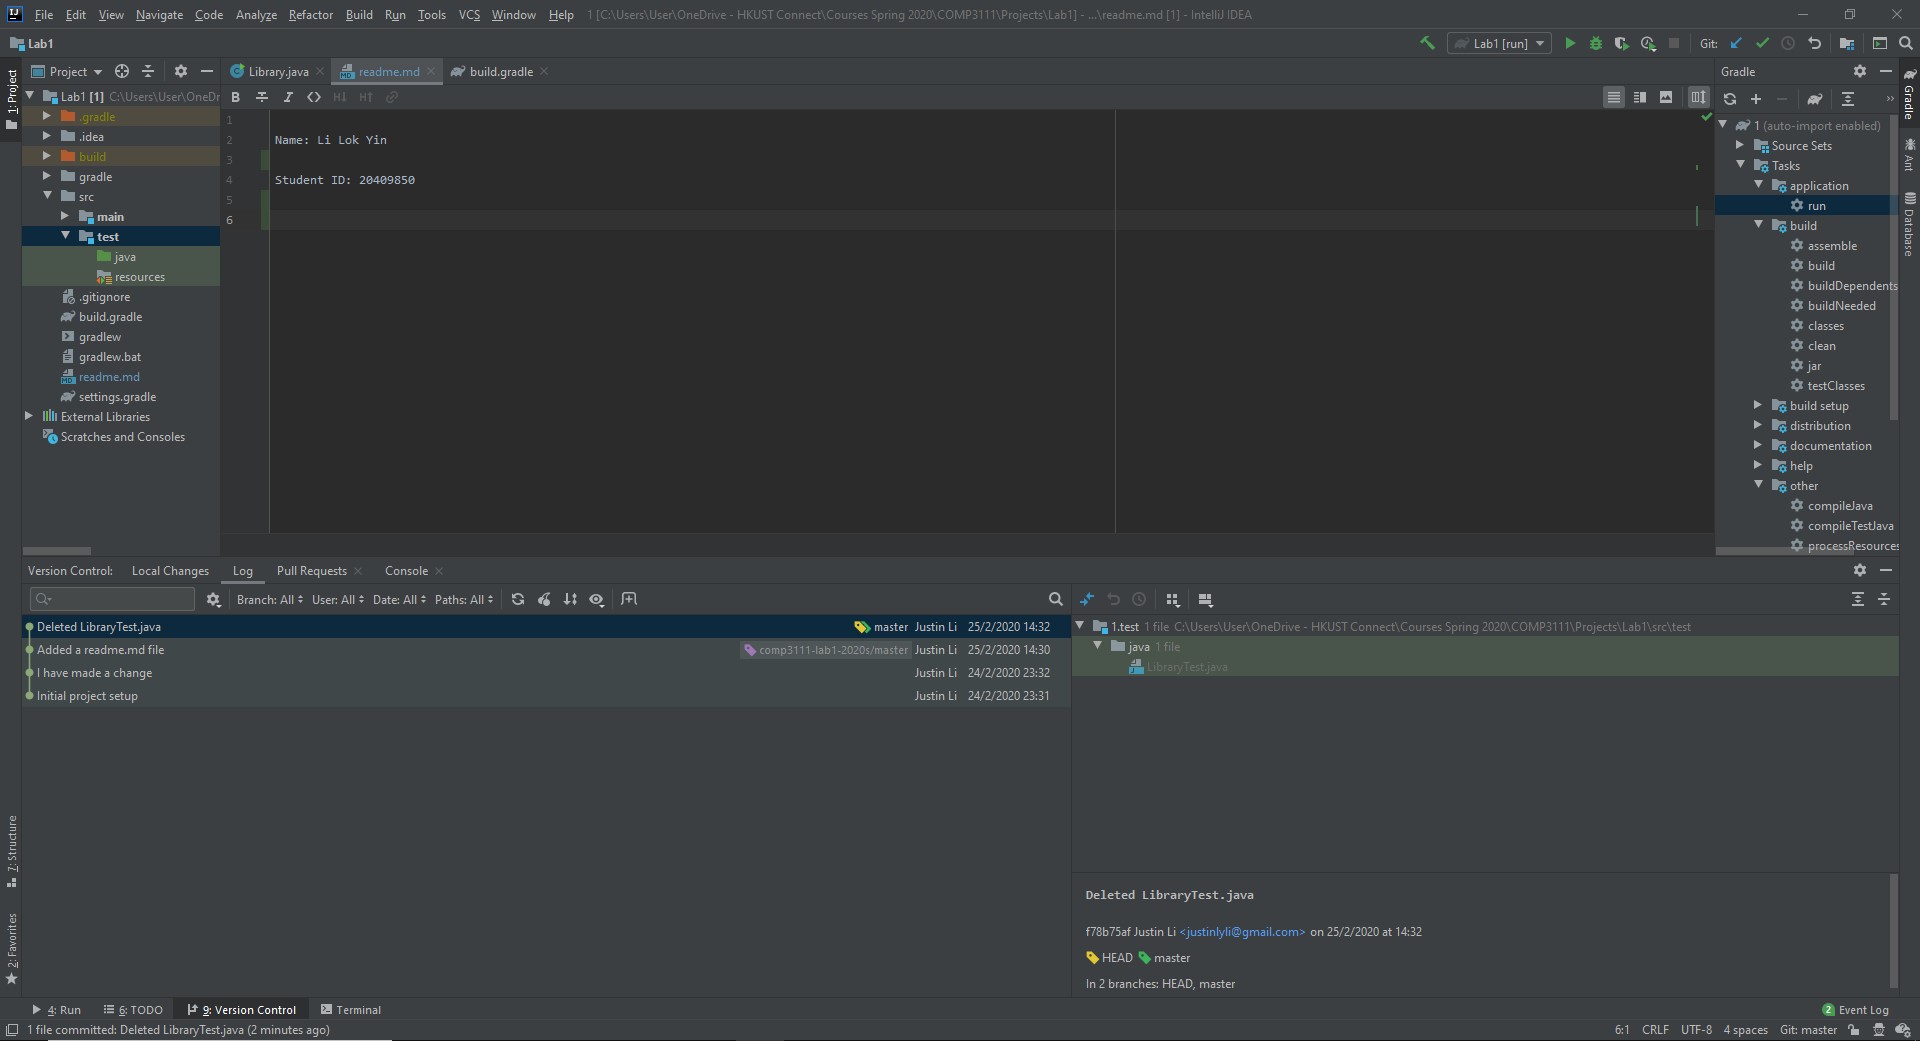 File Edit View Navigate Code Analyze Refactor Build Run Tools VCS Window Help 1 [C:\Users\User\OneDrive - HKUST Connect\Courses Spring 2020\COMP3111\Projects\Lab1] - ...\readme.md [1] - IntelliJ IDEA
Lab1
Lab1 [run]
Git:
Project
Library.java
readme.md
build.gradle
Gradle
1: Project
Lab1 [1] C:\Users\User\OneDr
.gradle
.idea
build
gradle
src
main
test
java
resources
.gitignore
build.gradle
gradlew
gradlew.bat
readme.md
settings.gradle
External Libraries
Scratches and Consoles
B I <> H↓ H↑
1
2 Name: Li Lok Yin
3
4 Student ID: 20409850
5
6
1 (auto-import enabled)
Source Sets
Tasks
application
run
build
assemble
build
buildDependents
buildNeeded
classes
clean
jar
testClasses
build setup
distribution
documentation
help
other
compileJava
compileTestJava
processResources
Gradle
Ant
Database
Version Control: Local Changes Log Pull Requests Console
Branch: All User: All Date: All Paths: All
Deleted LibraryTest.java master Justin Li 25/2/2020 14:32
Added a readme.md file comp3111-lab1-2020s/master Justin Li 25/2/2020 14:30
I have made a change Justin Li 24/2/2020 23:32
Initial project setup Justin Li 24/2/2020 23:31
1.test 1 file C:\Users\User\OneDrive - HKUST Connect\Courses Spring 2020\COMP3111\Projects\Lab1\src\test
java 1 file
LibraryTest.java
Deleted LibraryTest.java
f78b75af Justin Li <justinlyli@gmail.com> on 25/2/2020 at 14:32
HEAD master
In 2 branches: HEAD, master
7: Structure
2: Favorites
4: Run 6: TODO 9: Version Control Terminal
2 Event Log
1 file committed: Deleted LibraryTest.java (2 minutes ago)
6:1 CRLF UTF-8 4 spaces Git: master